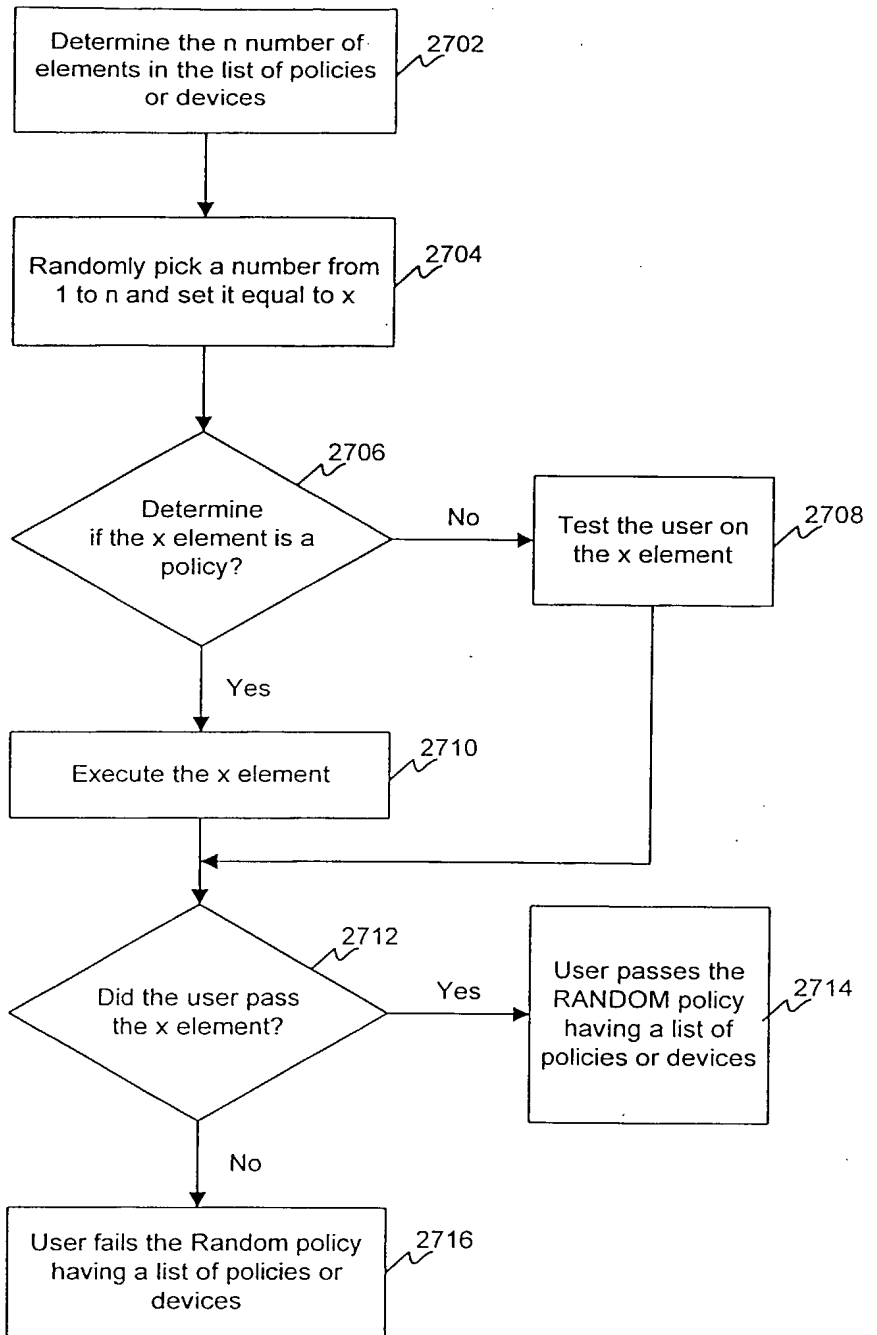 Determine the n number of
elements in the list of policies
or devices
2702
Randomly pick a number from
1 to n and set it equal to x
2704
2706
Determine
if the x element is a
policy?
No
Test the user on
the x element
2708
Yes
Execute the x element
2710
2712
Did the user pass
the x element?
Yes
User passes the
RANDOM policy
having a list of
policies or devices
2714
No
User fails the Random policy
having a list of policies or
devices
2716